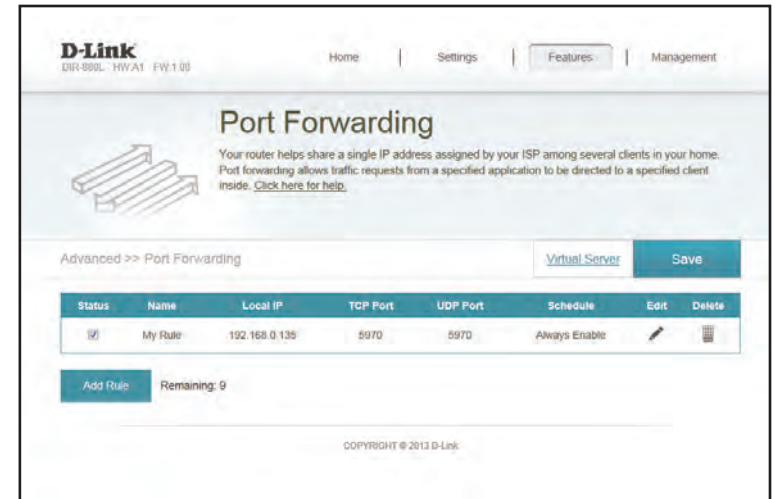 D-Link
DIR-880L HW:A1 FW:1.00
Home | Settings | Features | Management
Port Forwarding
Your router helps share a single IP address assigned by your ISP among several clients in your home.
Port forwarding allows traffic requests from a specified application to be directed to a specified client
inside. Click here for help.
Advanced >> Port Forwarding
Virtual Server
Save
Status Name Local IP TCP Port UDP Port Schedule Edit Delete
My Rule 192.168.0.135 5970 5970 Always Enable
Add Rule Remaining: 9
COPYRIGHT © 2013 D-Link